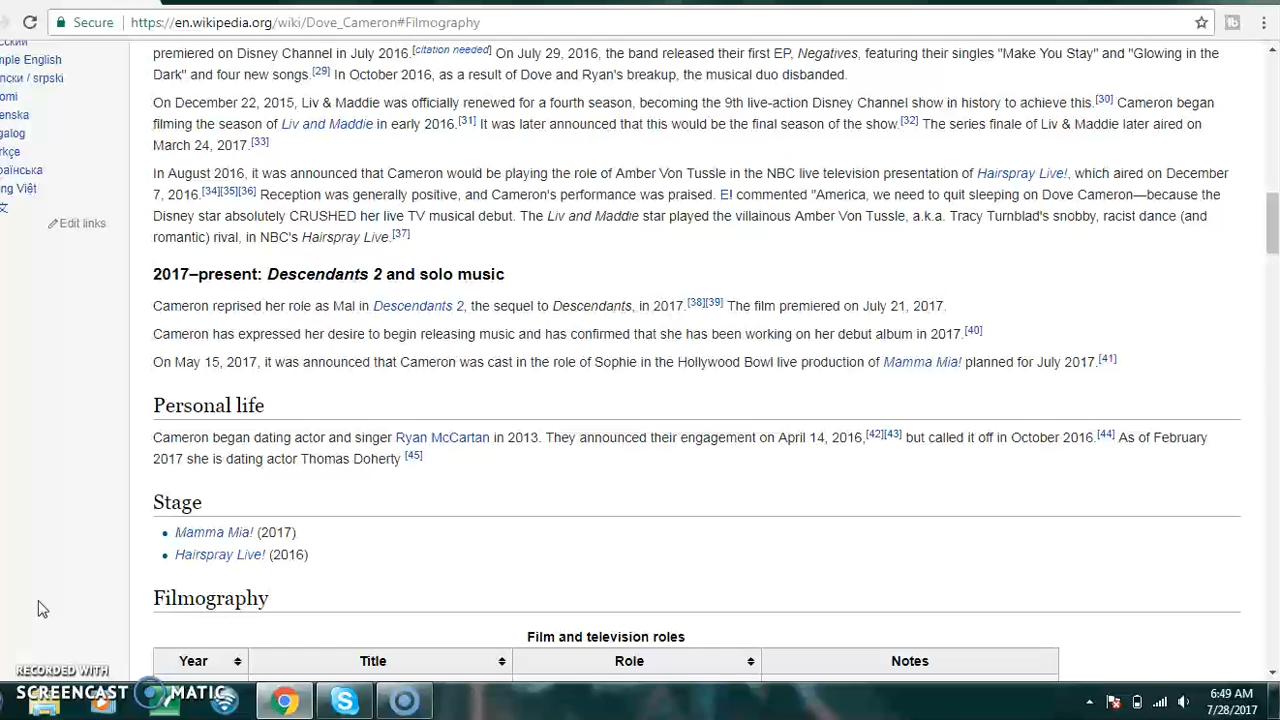 Secure https://en.wikipedia.org/wiki/Dove_Cameron#Filmography
premiered on Disney Channel in July 2016.[citation needed] On July 29, 2016, the band released their first EP, Negatives, featuring their singles "Make You Stay" and "Glowing in the
Dark" and four new songs.[29] In October 2016, as a result of Dove and Ryan's breakup, the musical duo disbanded.
mple English
пски / srpski
omi
On December 22, 2015, Liv & Maddie was officially renewed for a fourth season, becoming the 9th live-action Disney Channel show in history to achieve this.[30] Cameron began
venska
filming the season of Liv and Maddie in early 2016.[31] It was later announced that this would be the final season of the show.[32] The series finale of Liv & Maddie later aired on
galog
March 24, 2017.[33]
rkçe
країнська
In August 2016, it was announced that Cameron would be playing the role of Amber Von Tussle in the NBC live television presentation of Hairspray Live!, which aired on December
ng Việt
7, 2016.[34][35][36] Reception was generally positive, and Cameron's performance was praised. E! commented "America, we need to quit sleeping on Dove Cameron—because the
文
Disney star absolutely CRUSHED her live TV musical debut. The Liv and Maddie star played the villainous Amber Von Tussle, a.k.a. Tracy Turnblad's snobby, racist dance (and
Edit links
romantic) rival, in NBC's Hairspray Live.[37]
2017–present: Descendants 2 and solo music
Cameron reprised her role as Mal in Descendants 2, the sequel to Descendants, in 2017.[38][39] The film premiered on July 21, 2017.
Cameron has expressed her desire to begin releasing music and has confirmed that she has been working on her debut album in 2017.[40]
On May 15, 2017, it was announced that Cameron was cast in the role of Sophie in the Hollywood Bowl live production of Mamma Mia! planned for July 2017.[41]
Personal life
Cameron began dating actor and singer Ryan McCartan in 2013. They announced their engagement on April 14, 2016,[42][43] but called it off in October 2016.[44] As of February
2017 she is dating actor Thomas Doherty [45]
Stage
Mamma Mia! (2017)
Hairspray Live! (2016)
Filmography
Film and television roles
Year Title Role Notes
RECORDED WITH
SCREENCAST MATIC
6:49 AM
7/28/2017